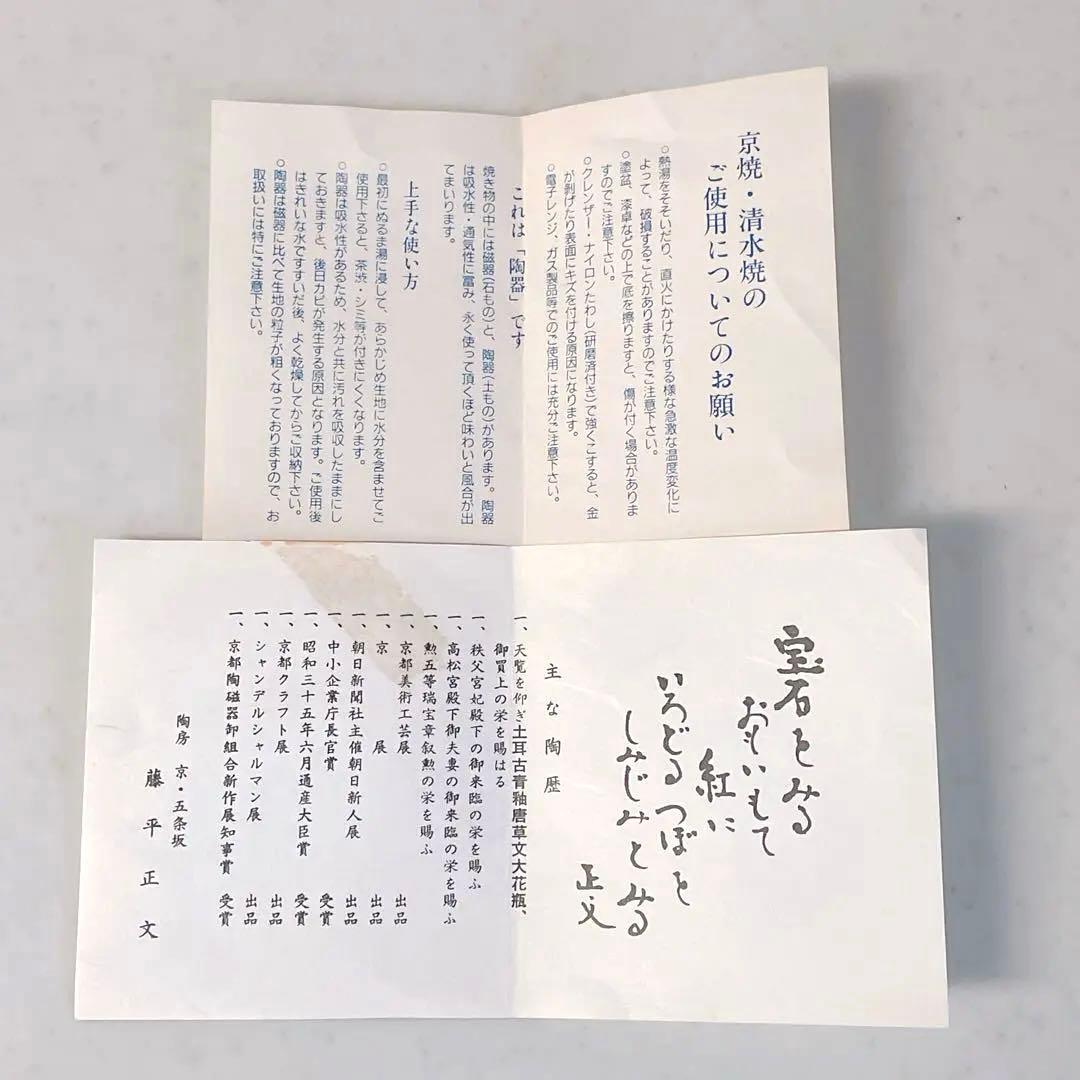 京焼・清水焼の
ご使用についてのお願い
○熱湯をそそいだり、直火にかけたりする様な急激な温度変化に
よって、破損することがありますのでご注意下さい。
○塗盆、漆卓などの上で底を擦りますと、傷が付く場合がありま
すのでご注意下さい。
○クレンザー・ナイロンたわし(研磨済付き)で強くこすると、金
が剥げたり表面にキズを付ける原因になります。
○電子レンジ、ガス製品等でのご使用には充分ご注意下さい。
これは「陶器」です
焼き物の中には磁器(石もの)と、陶器(土もの)があります。陶器
は吸水性・通気性に富み、永く使って頂くほど味わいと風合が出
てまいります。
上手な使い方
○最初にぬるま湯に浸して、あらかじめ生地に水分を含ませてご
使用下さると、茶渋・シミ等が付きにくくなります。
○陶器は吸水性があるため、水分と共に汚れを吸収したままにし
ておきますと、後日カビが発生する原因となります。ご使用後
はきれいな水ですすいだ後、よく乾燥してからご収納下さい。
○陶器は磁器に比べて生地の粒子が粗くなっておりますので、お
取扱いには特にご注意下さい。
宝石をみる
おもいもて
紅に
いろどるつぼを
しみじみとみる
正文
主な陶歴
一、天覧を仰ぎ土耳古青釉唐草文大花瓶、
御買上の栄を賜はる
一、秩父宮妃殿下の御来臨の栄を賜ふ
一、高松宮殿下御夫妻の御来臨の栄を賜ふ
一、勲五等瑞宝章叙勲の栄を賜ふ
一、京都美術工芸展 出品
一、京展 出品
一、朝日新聞社主催朝日新人展 出品
一、中小企業庁長官賞 受賞
一、昭和三十五年六月通産大臣賞 受賞
一、京都クラフト展 出品
一、シャンデルシャルマン展 出品
一、京都陶磁器卸組合新作展知事賞 受賞
陶房 京・五条坂
藤平正文